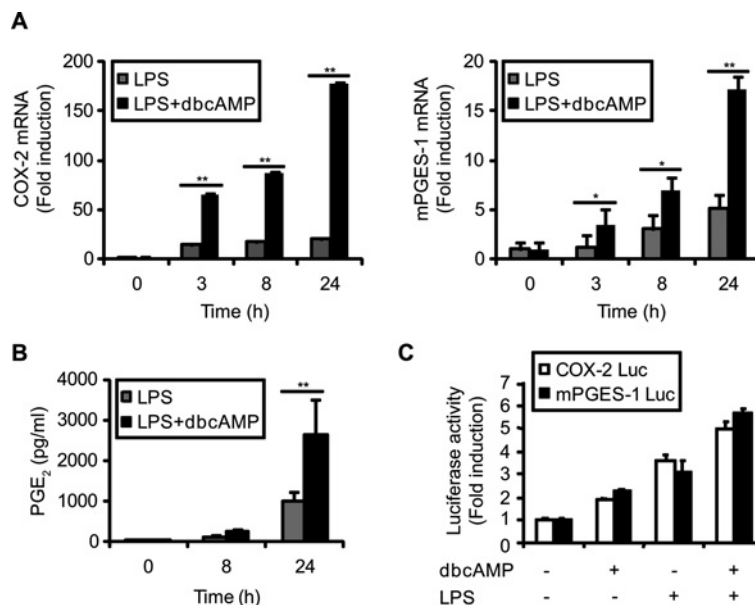 A
COX-2 mRNA
(Fold induction)
200
150
100
50
0
LPS
LPS+dbcAMP
**
**
**
0 3 8 24
Time (h)
mPGES-1 mRNA
(Fold induction)
20
15
10
5
0
LPS
LPS+dbcAMP
*
*
**
0 3 8 24
Time (h)
B
PGE2 (pg/ml)
4000
3000
2000
1000
0
LPS
LPS+dbcAMP
**
0 8 24
Time (h)
C
Luciferase activity
(Fold induction)
7
6
5
4
3
2
1
COX-2 Luc
mPGES-1 Luc
dbcAMP - + - +
LPS - - + +